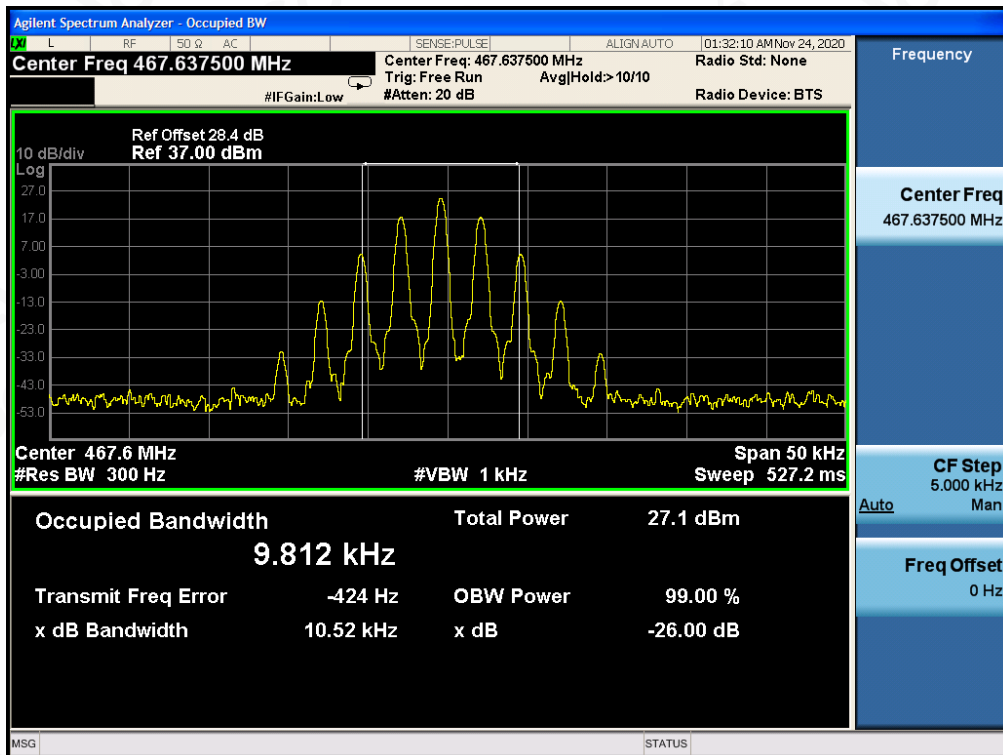 Agilent Spectrum Analyzer - Occupied BW
LXI L RF 50 Ω AC SENSE:PULSE ALIGN AUTO 01:32:10 AM Nov 24, 2020
Center Freq 467.637500 MHz
Center Freq: 467.637500 MHz
Radio Std: None
Trig: Free Run Avg|Hold:> 10/10
#IFGain:Low
#Atten: 20 dB
Radio Device: BTS
Ref Offset 28.4 dB
10 dB/div Ref 37.00 dBm
Log
27.0
17.0
7.00
-3.00
-13.0
-23.0
-33.0
-43.0
-53.0
Center 467.6 MHz Span 50 kHz
#Res BW 300 Hz #VBW 1 kHz Sweep 527.2 ms
Occupied Bandwidth Total Power 27.1 dBm
9.812 kHz
Transmit Freq Error -424 Hz OBW Power 99.00 %
x dB Bandwidth 10.52 kHz x dB -26.00 dB
MSG STATUS
Frequency
Center Freq
467.637500 MHz
CF Step
5.000 kHz
Auto Man
Freq Offset
0 Hz